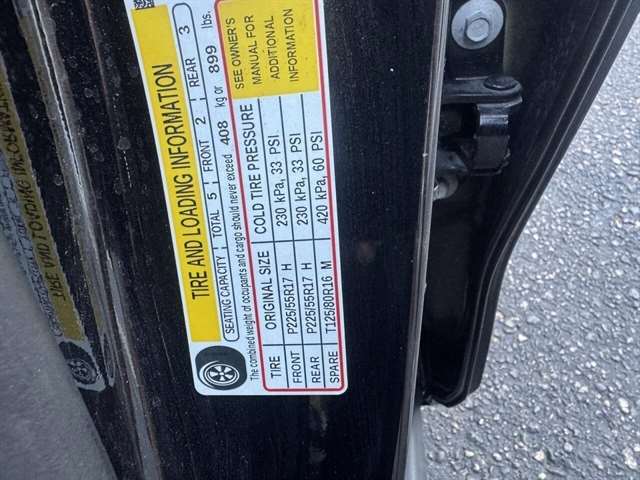 TIRE AND LOADING INFORMATION
SEATING CAPACITY TOTAL 5 FRONT 2 REAR 3
The combined weight of occupants and cargo should never exceed 408 kg or 899 lbs.
TIRE ORIGINAL SIZE COLD TIRE PRESSURE
FRONT P225/55R17 H 230 kPa, 33 PSI
REAR P225/55R17 H 230 kPa, 33 PSI
SPARE T125/80R16 M 420 kPa, 60 PSI
SEE OWNER'S
MANUAL FOR
ADDITIONAL
INFORMATION